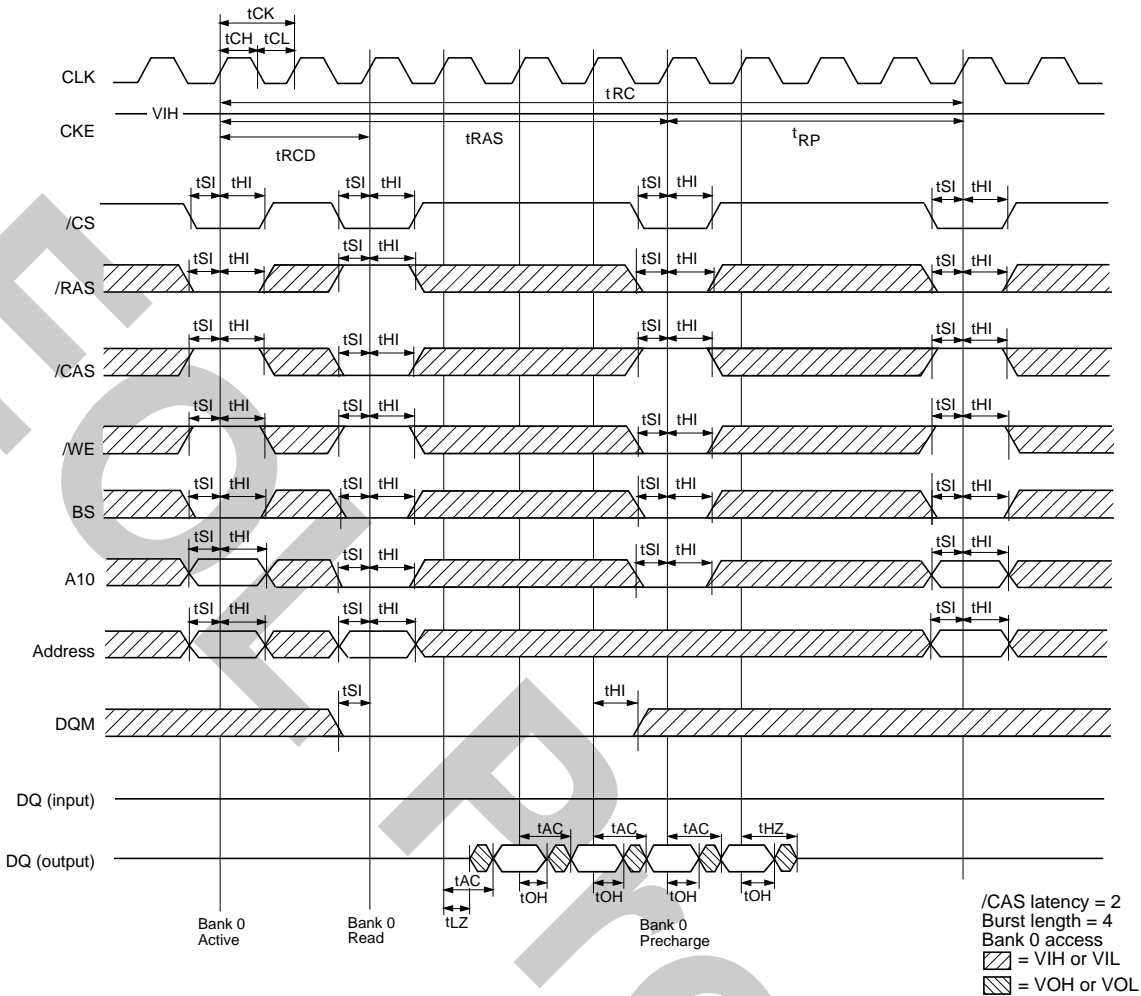 tCK
tCH tCL
CLK
tRC
VIH
CKE
tRAS
tRP
tRCD
tSI tHI tSI tHI tSI tHI tSI tHI
/CS
tSI tHI tSI tHI tSI tHI tSI tHI
/RAS
tSI tHI tSI tHI tSI tHI tSI tHI
/CAS
tSI tHI tSI tHI tSI tHI tSI tHI
/WE
tSI tHI tSI tHI tSI tHI tSI tHI
BS
tSI tHI tSI tHI tSI tHI tSI tHI
A10
tSI tHI tSI tHI tSI tHI
Address
tSI tHI
DQM
DQ (input)
tAC tAC tAC tHZ
DQ (output)
tAC
tOH tOH tOH tOH
tLZ
Bank 0
Active
Bank 0
Read
Bank 0
Precharge
/CAS latency = 2
Burst length = 4
Bank 0 access
= VIH or VIL
= VOH or VOL
EOL Pro